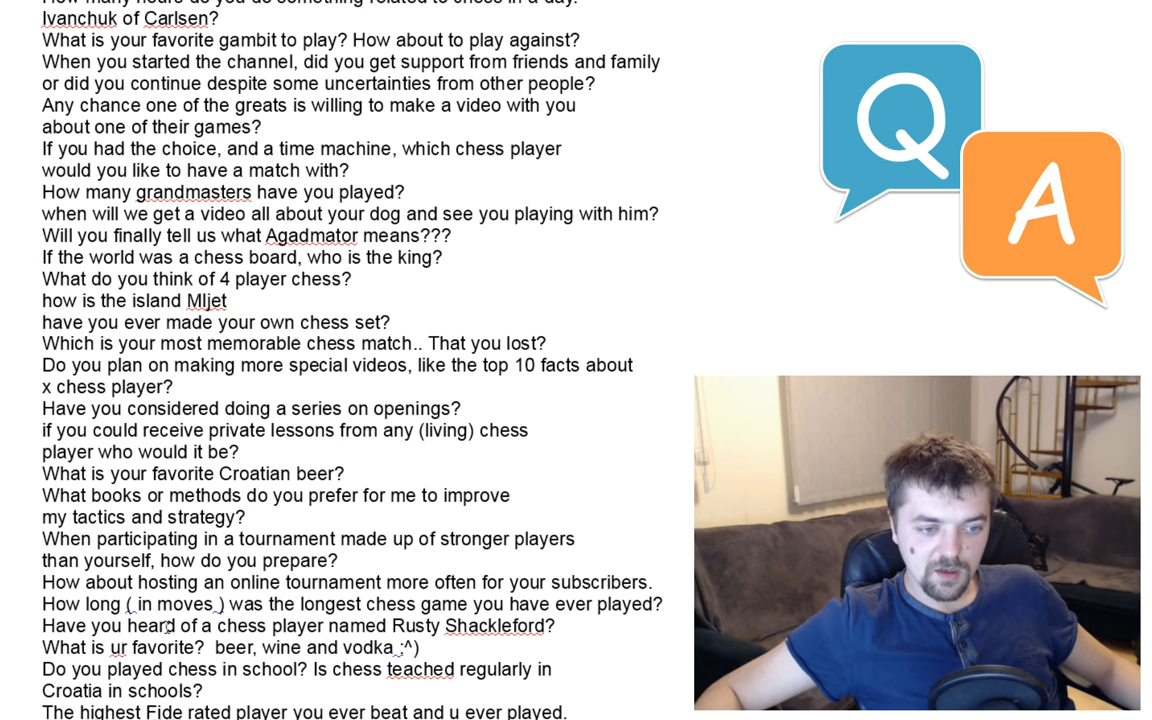 How many hours do you do something related to chess in a day.
Ivanchuk of Carlsen?
What is your favorite gambit to play? How about to play against?
When you started the channel, did you get support from friends and family
or did you continue despite some uncertainties from other people?
Any chance one of the greats is willing to make a video with you
about one of their games?
If you had the choice, and a time machine, which chess player
would you like to have a match with?
How many grandmasters have you played?
when will we get a video all about your dog and see you playing with him?
Will you finally tell us what Agadmator means???
If the world was a chess board, who is the king?
What do you think of 4 player chess?
how is the island Mljet
have you ever made your own chess set?
Which is your most memorable chess match.. That you lost?
Do you plan on making more special videos, like the top 10 facts about
x chess player?
Have you considered doing a series on openings?
if you could receive private lessons from any (living) chess
player who would it be?
What is your favorite Croatian beer?
What books or methods do you prefer for me to improve
my tactics and strategy?
When participating in a tournament made up of stronger players
than yourself, how do you prepare?
How about hosting an online tournament more often for your subscribers.
How long ( in moves ) was the longest chess game you have ever played?
Have you heard of a chess player named Rusty Shackleford?
What is ur favorite?  beer, wine and vodka :^)
Do you played chess in school? Is chess teached regularly in
Croatia in schools?
The highest Fide rated player you ever beat and u ever played.
Q
A